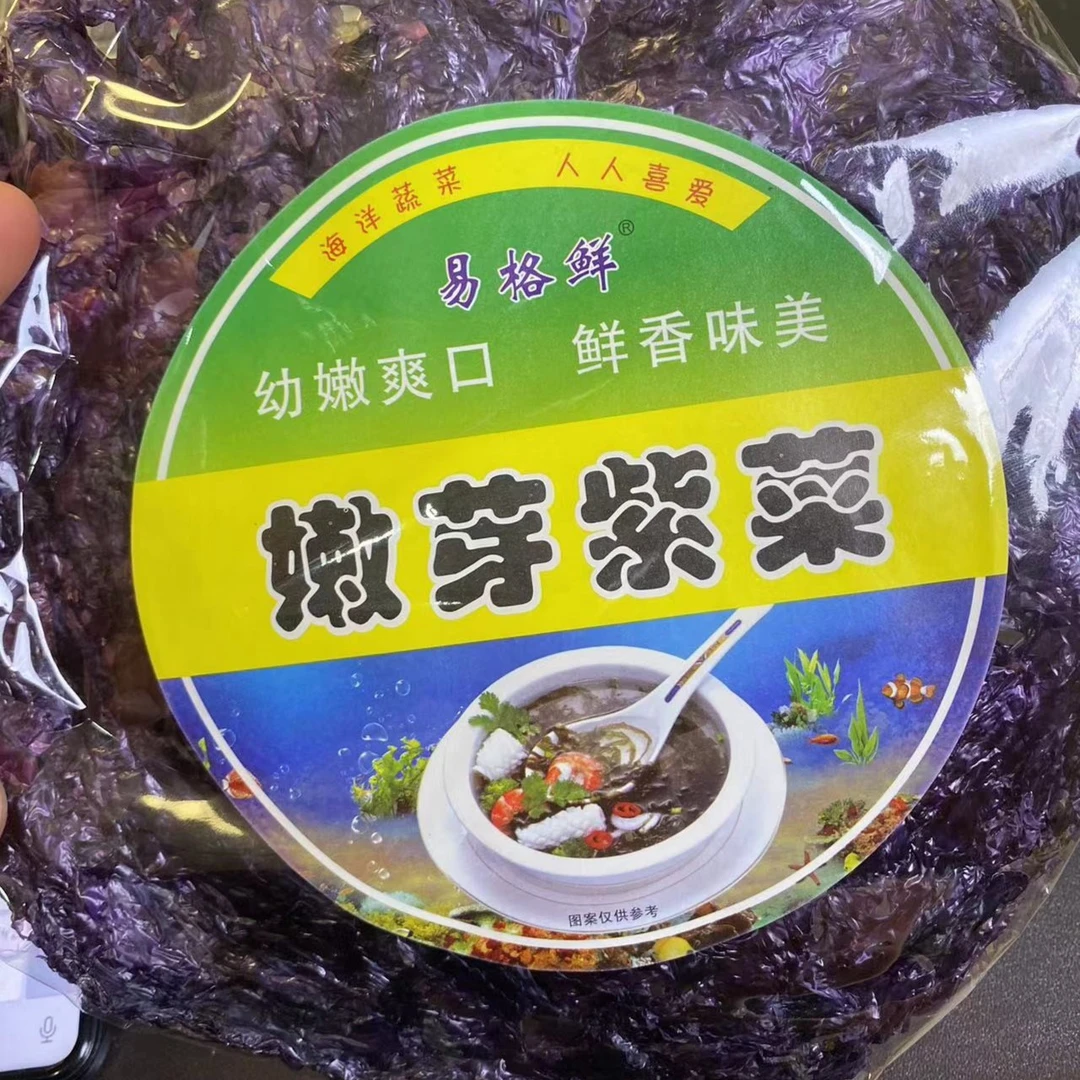 海洋蔬菜 人人喜爱
易格鲜®
幼嫩爽口 鲜香味美
嫩芽紫菜
图案仅供参考